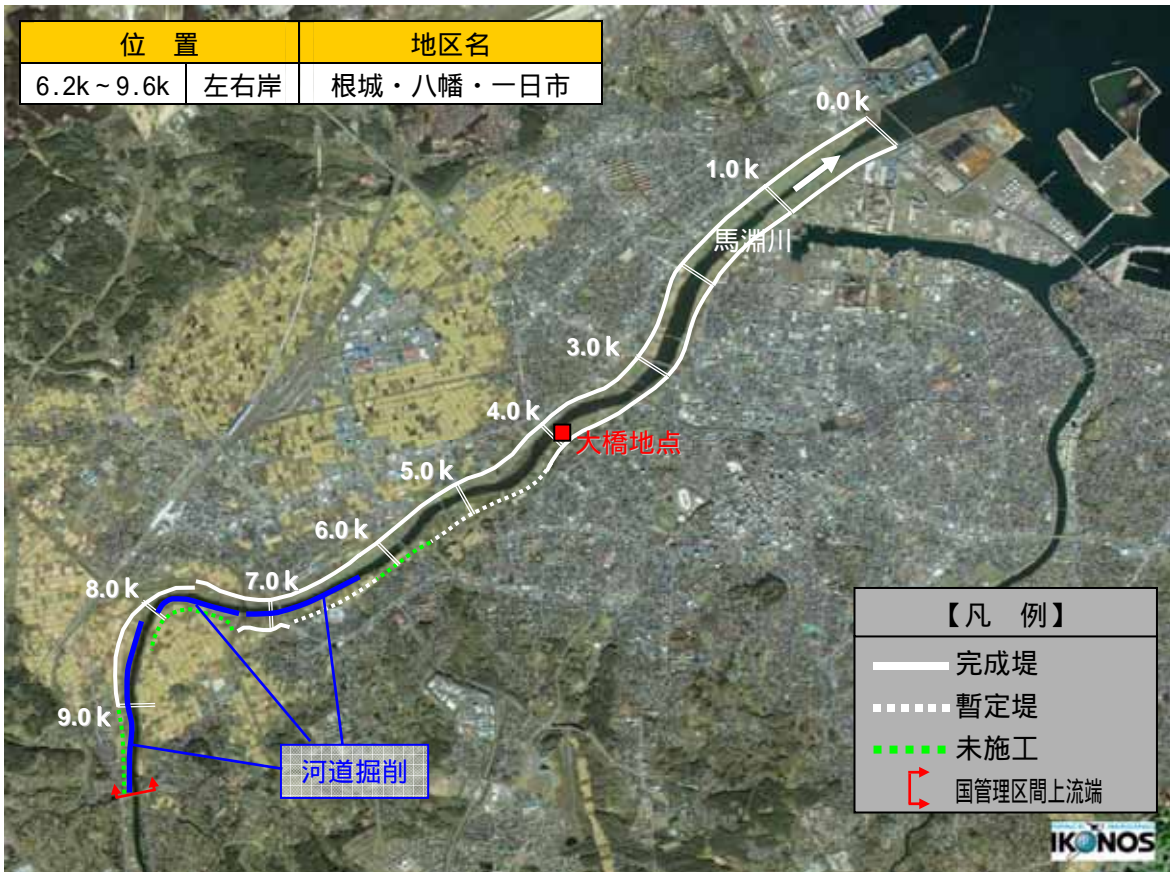 位 置 地区名
6.2k~9.6k 左右岸 根城・八幡・一日市
0.0 k
1.0 k
馬淵川
3.0 k
4.0 k
大橋地点
5.0 k
6.0 k
7.0 k
8.0 k
9.0 k
河道掘削
【凡 例】
完成堤
暫定堤
未施工
国管理区間上流端
IKONOS